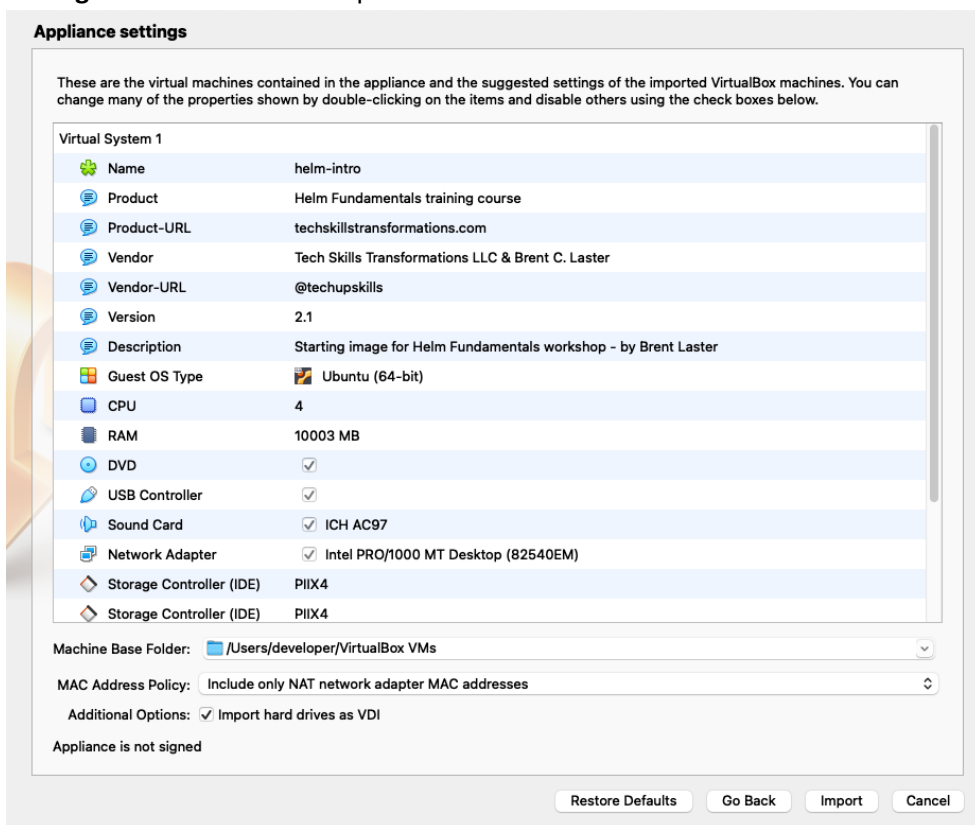 Appliance settings
These are the virtual machines contained in the appliance and the suggested settings of the imported VirtualBox machines. You can
change many of the properties shown by double-clicking on the items and disable others using the check boxes below.
Virtual System 1
Name helm-intro
Product Helm Fundamentals training course
Product-URL techskillstransformations.com
Vendor Tech Skills Transformations LLC & Brent C. Laster
Vendor-URL @techupskills
Version 2.1
Description Starting image for Helm Fundamentals workshop - by Brent Laster
Guest OS Type Ubuntu (64-bit)
CPU 4
RAM 10003 MB
DVD
USB Controller
Sound Card ICH AC97
Network Adapter Intel PRO/1000 MT Desktop (82540EM)
Storage Controller (IDE) PIIX4
Storage Controller (IDE) PIIX4
Machine Base Folder: /Users/developer/VirtualBox VMs
MAC Address Policy: Include only NAT network adapter MAC addresses
Additional Options: Import hard drives as VDI
Appliance is not signed
Restore Defaults Go Back Import Cancel